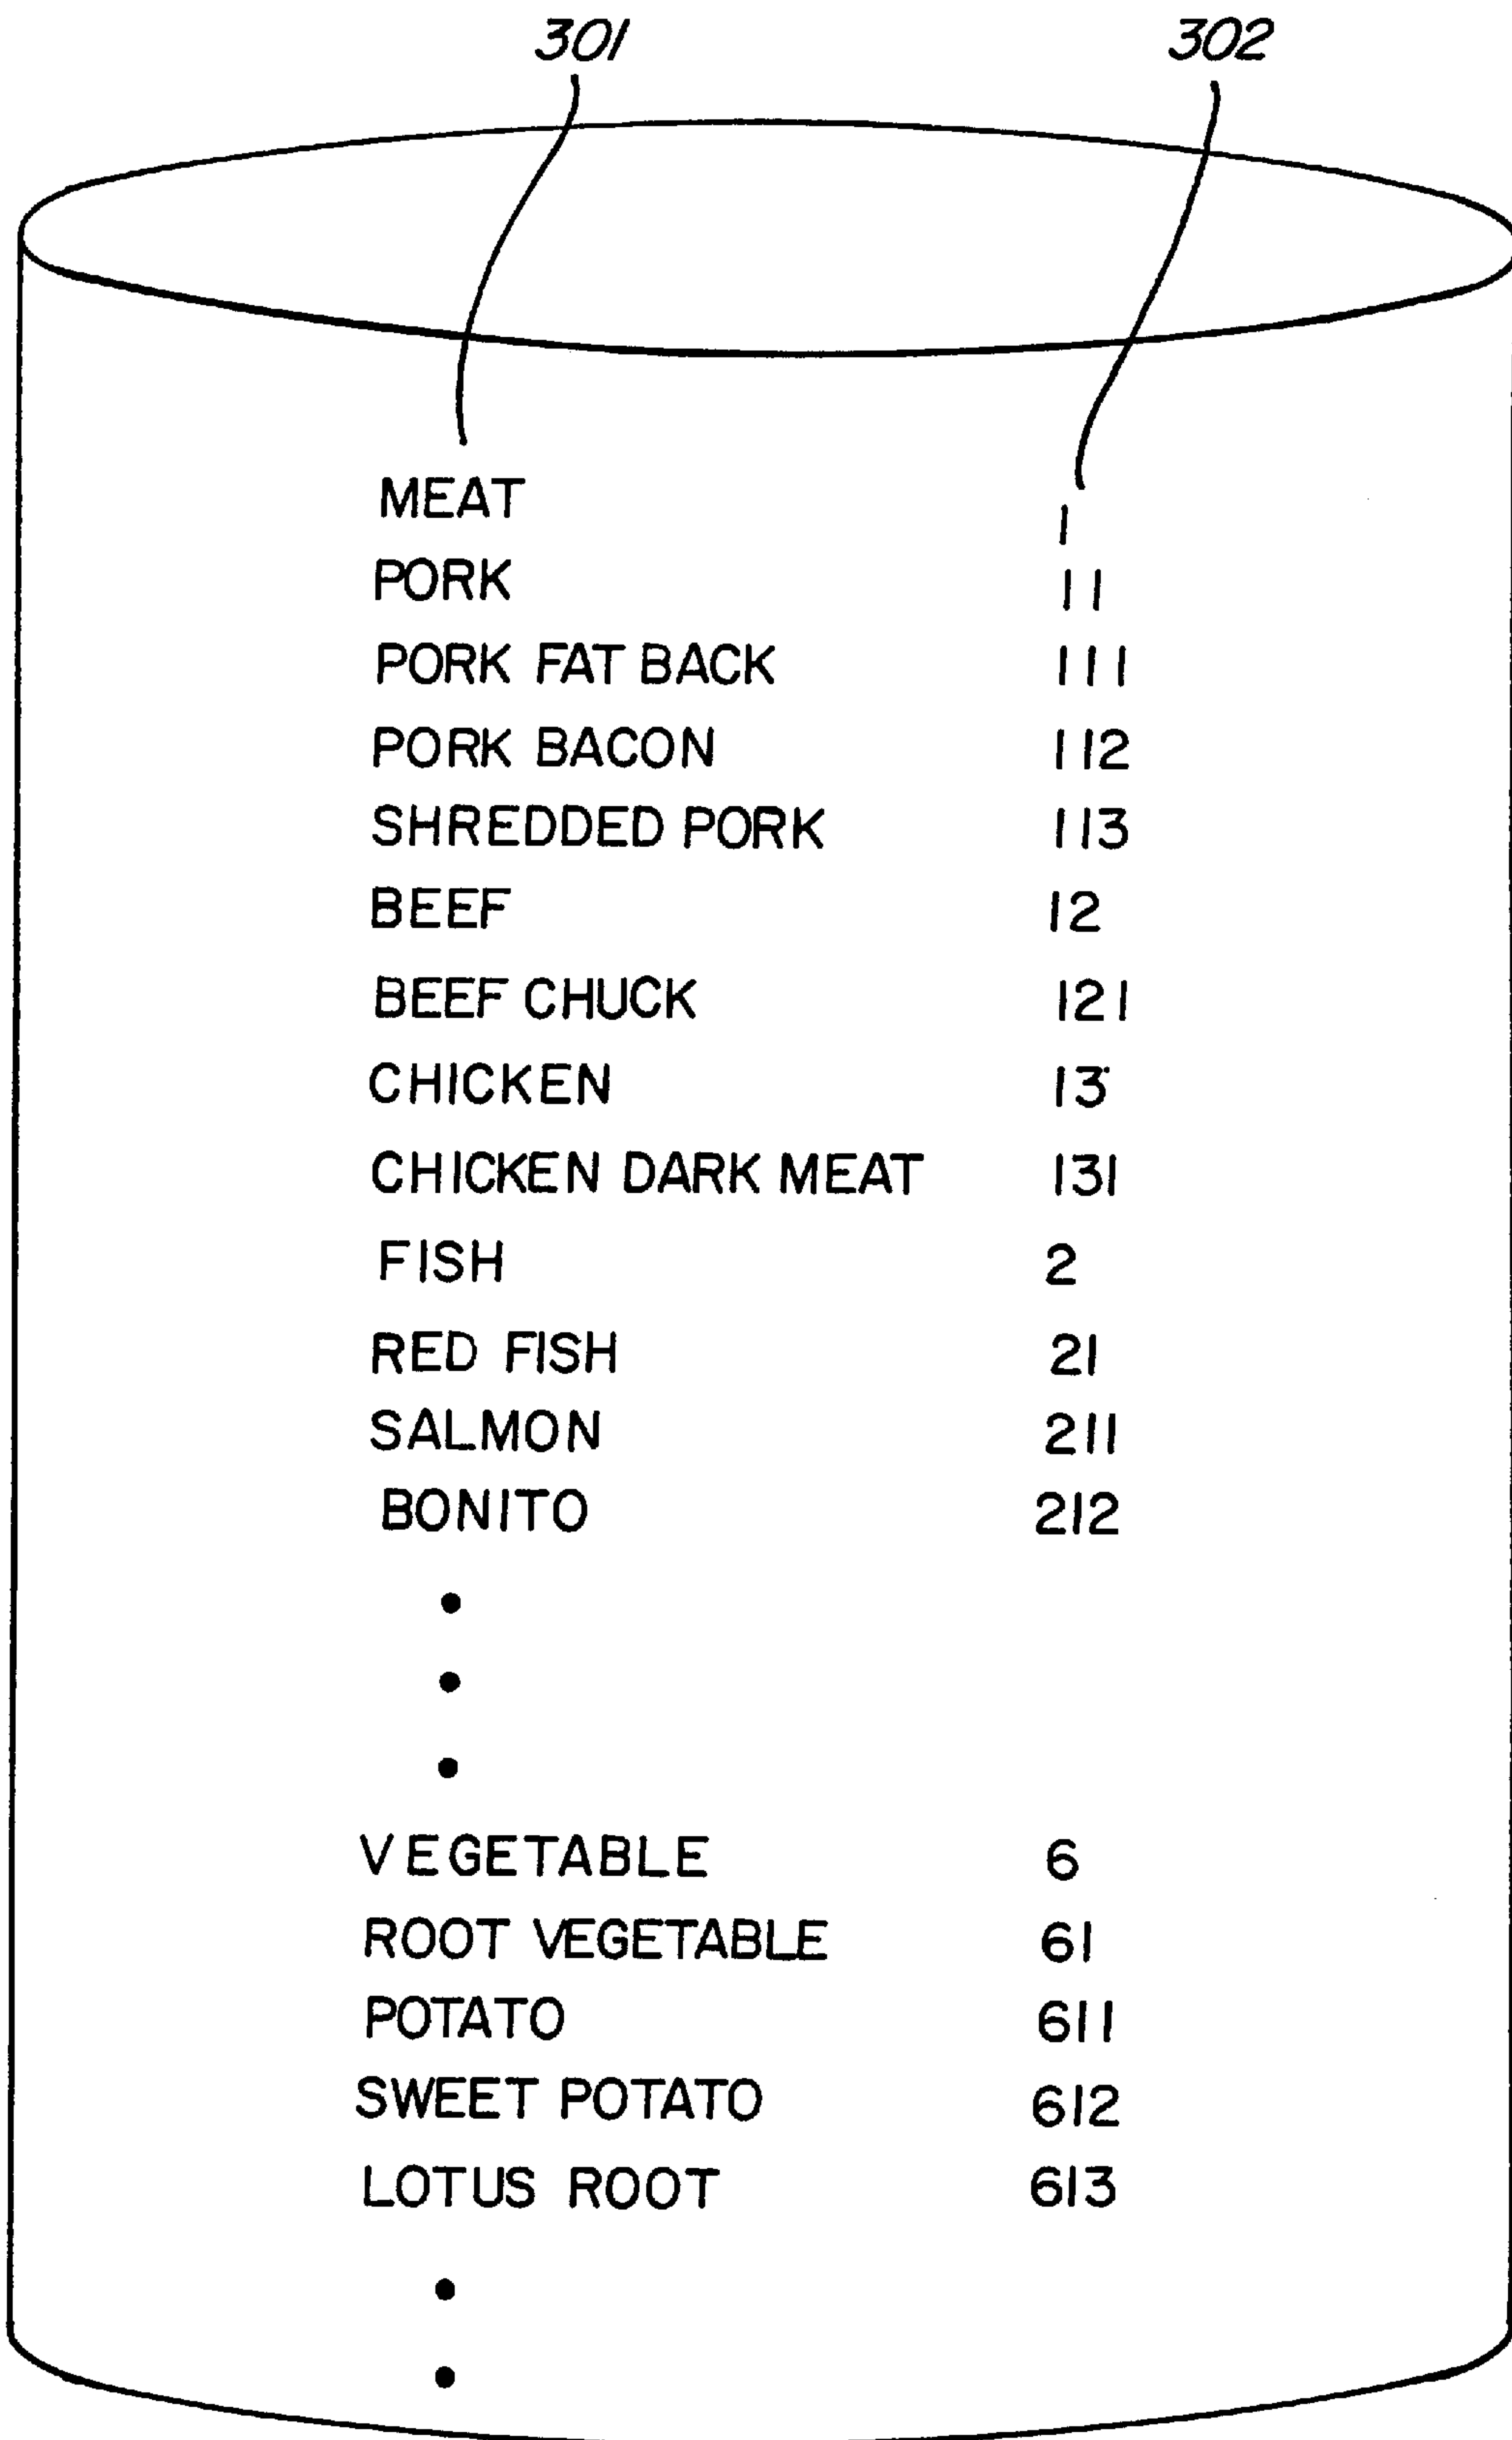 301 302
MEAT 1
PORK 11
PORK FAT BACK 111
PORK BACON 112
SHREDDED PORK 113
BEEF 12
BEEF CHUCK 121
CHICKEN 13
CHICKEN DARK MEAT 131
FISH 2
RED FISH 21
SALMON 211
BONITO 212
VEGETABLE 6
ROOT VEGETABLE 61
POTATO 611
SWEET POTATO 612
LOTUS ROOT 613